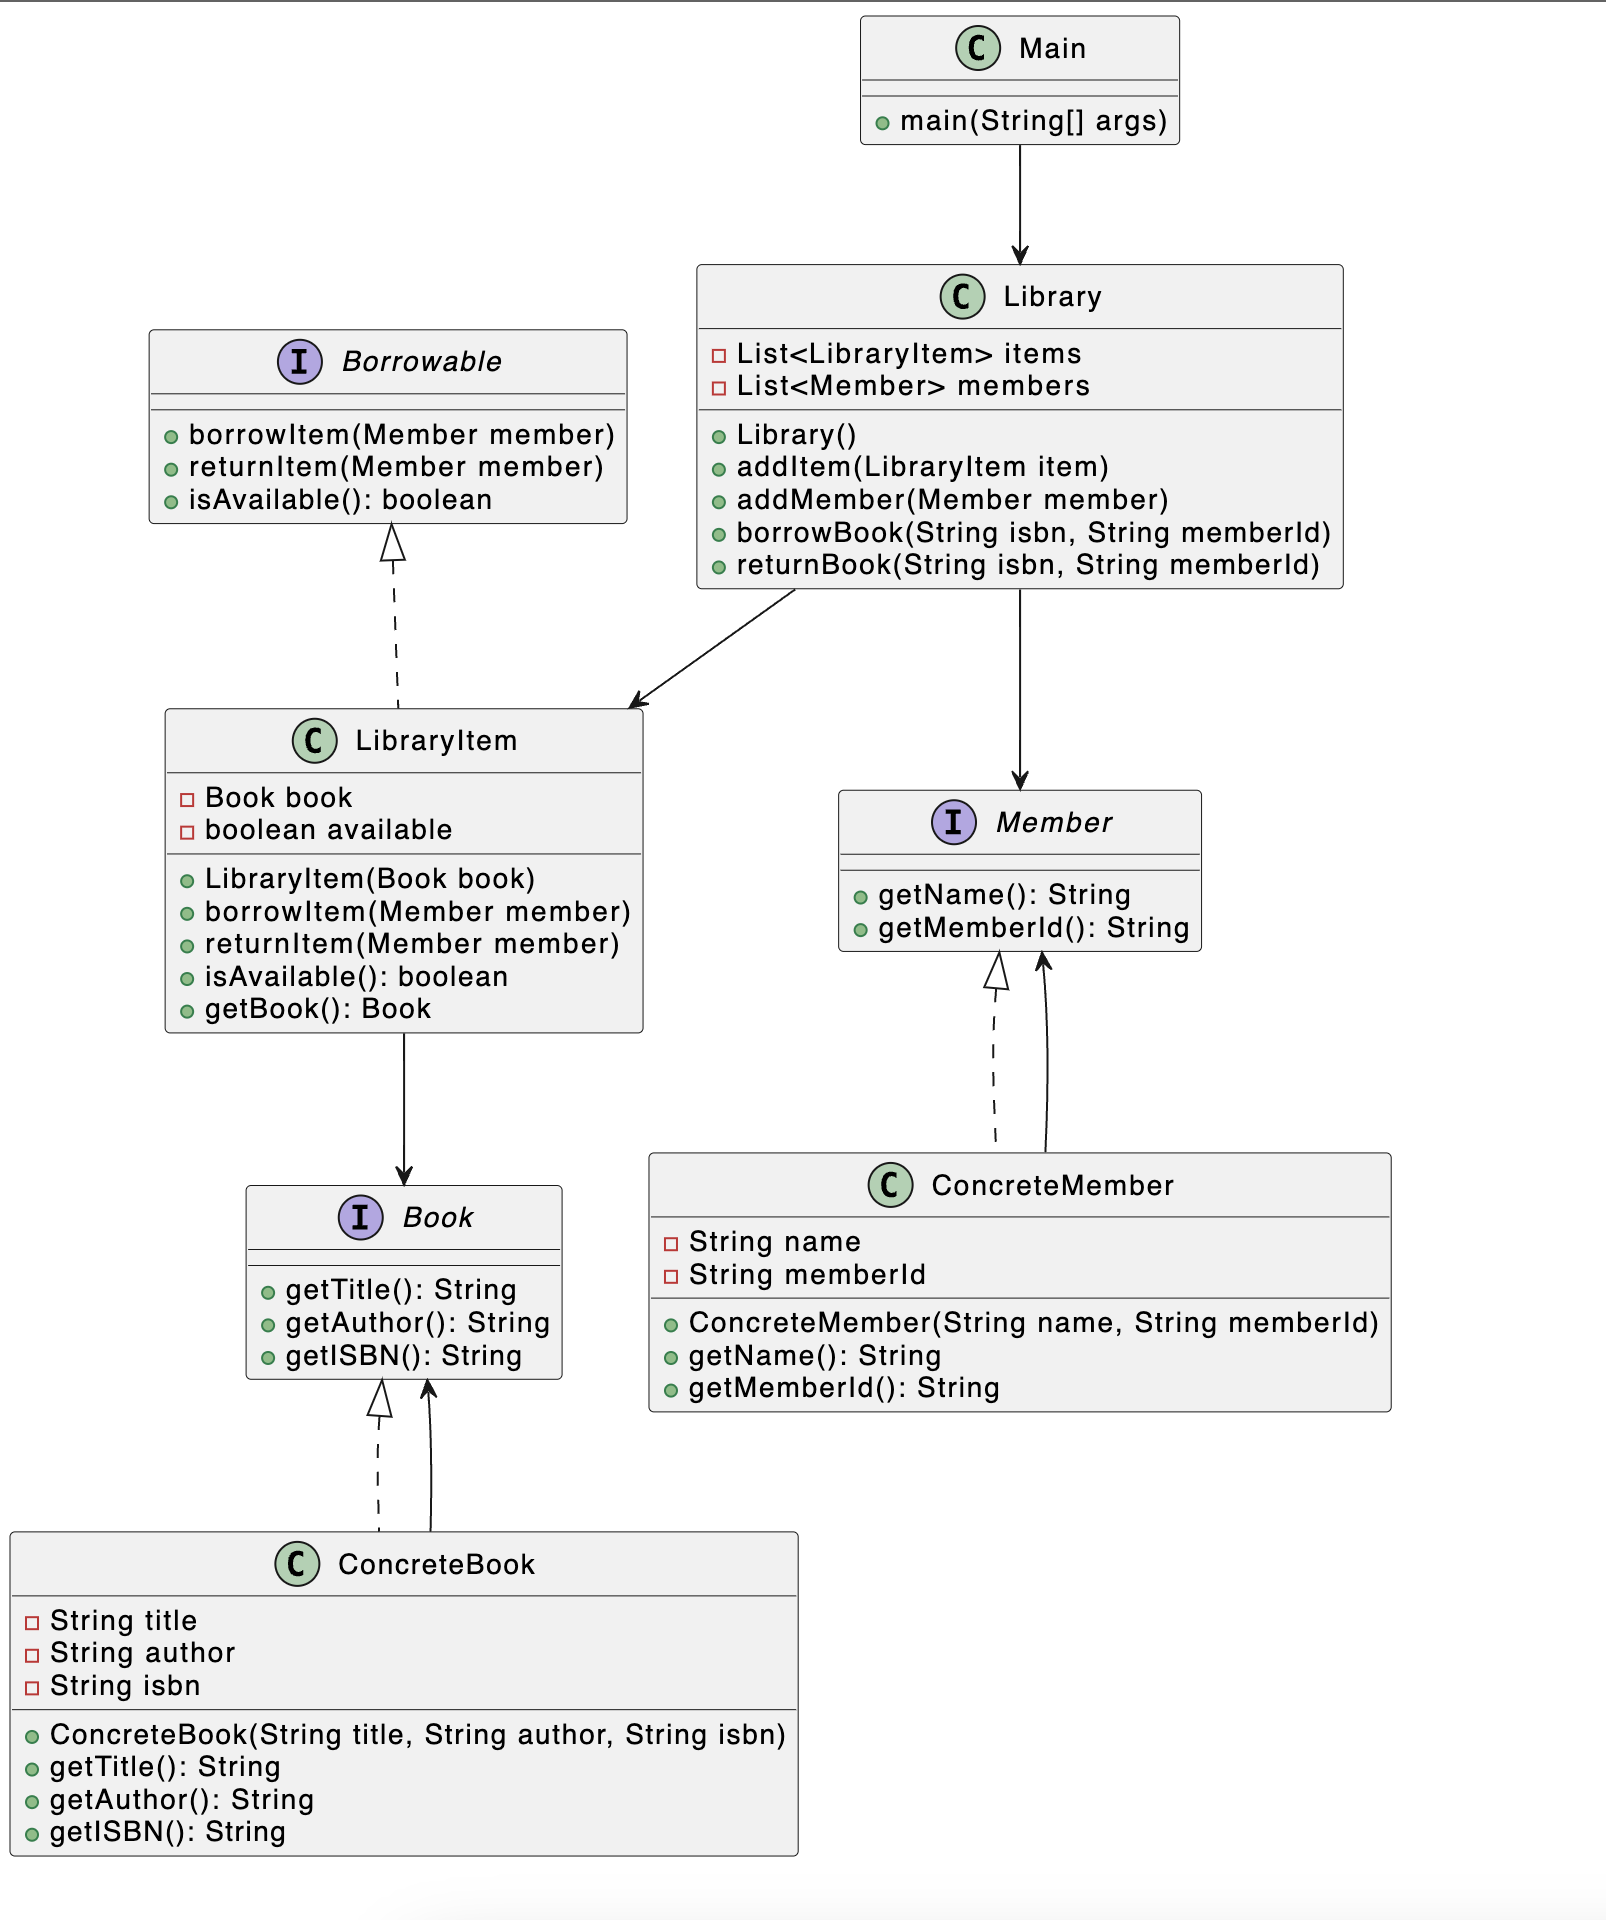 C Main
main(String[] args)
C Library
List<LibraryItem> items
List<Member> members
Library()
addItem(LibraryItem item)
addMember(Member member)
borrowBook(String isbn, String memberId)
returnBook(String isbn, String memberId)
I Borrowable
borrowItem(Member member)
returnItem(Member member)
isAvailable(): boolean
C LibraryItem
Book book
boolean available
LibraryItem(Book book)
borrowItem(Member member)
returnItem(Member member)
isAvailable(): boolean
getBook(): Book
I Member
getName(): String
getMemberId(): String
C ConcreteMember
String name
String memberId
ConcreteMember(String name, String memberId)
getName(): String
getMemberId(): String
I Book
getTitle(): String
getAuthor(): String
getISBN(): String
C ConcreteBook
String title
String author
String isbn
ConcreteBook(String title, String author, String isbn)
getTitle(): String
getAuthor(): String
getISBN(): String